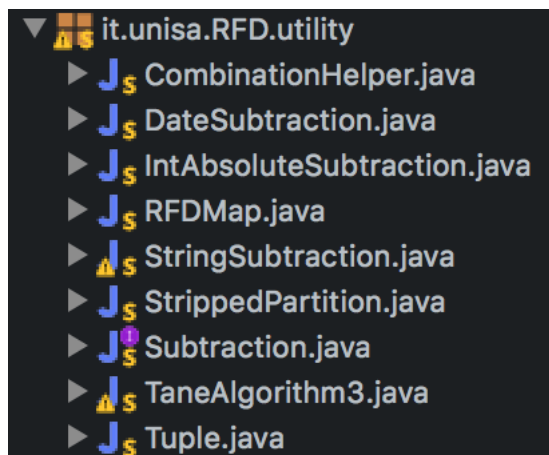 it.unisa.RFD.utility
CombinationHelper.java
DateSubtraction.java
IntAbsoluteSubtraction.java
RFDMap.java
StringSubtraction.java
StrippedPartition.java
Subtraction.java
TaneAlgorithm3.java
Tuple.java